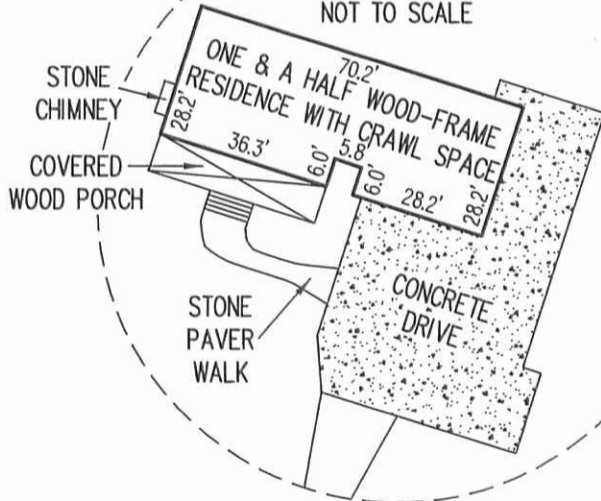 NOT TO SCALE
70.2'
ONE & A HALF WOOD-FRAME
RESIDENCE WITH CRAWL SPACE
STONE
CHIMNEY
28.2'
36.3'
6.0'
5.8'
6.0'
28.2'
28.2'
COVERED
WOOD PORCH
CONCRETE
DRIVE
STONE
PAVER
WALK